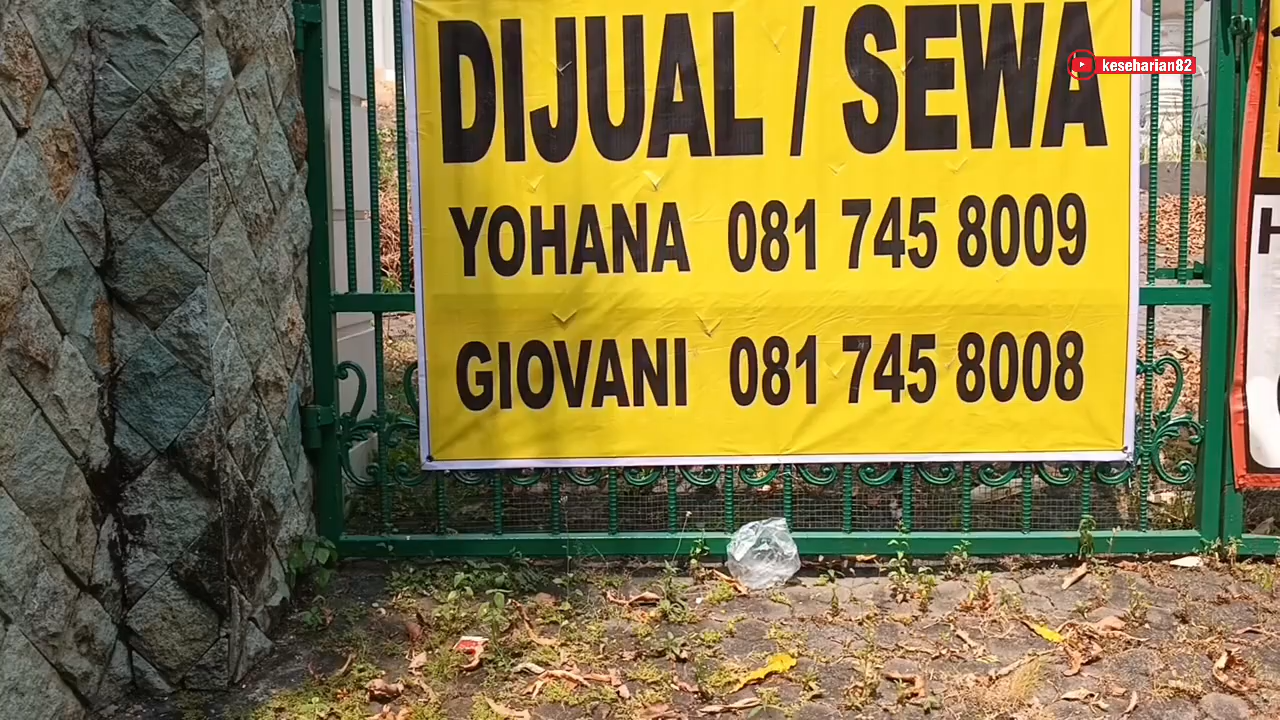 DIJUAL / SEWA
keseharian82
YOHANA 081 745 8009
GIOVANI 081 745 8008